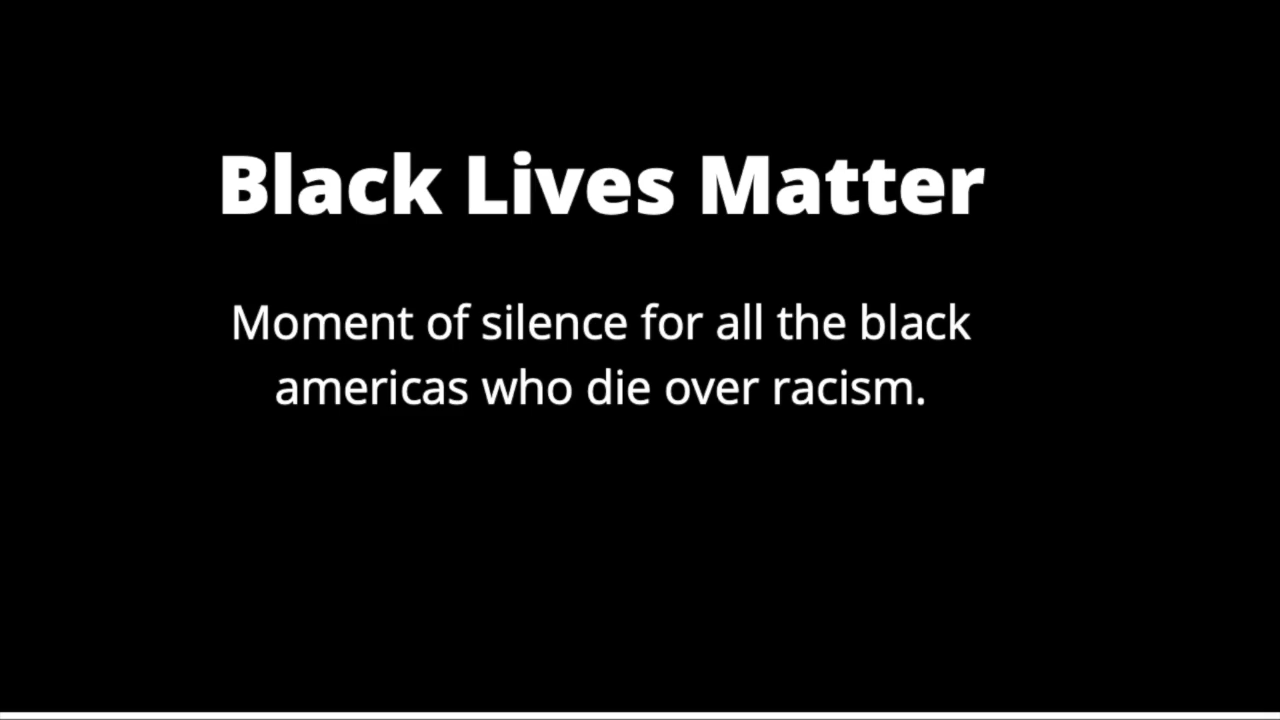 Black Lives Matter
Moment of silence for all the black
americas who die over racism.